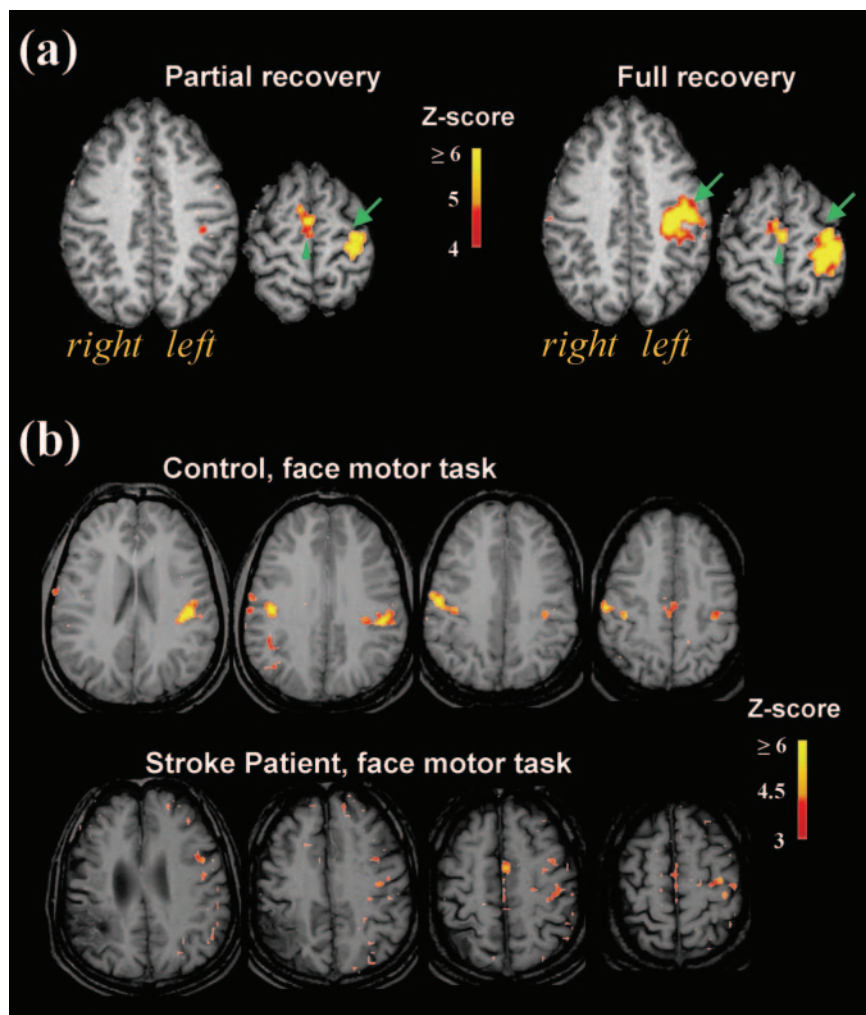 (a)
Partial recovery
Full recovery
Z-score
≥ 6
5
4
right left
right left
(b)
Control, face motor task
Z-score
≥ 6
4.5
3
Stroke Patient, face motor task